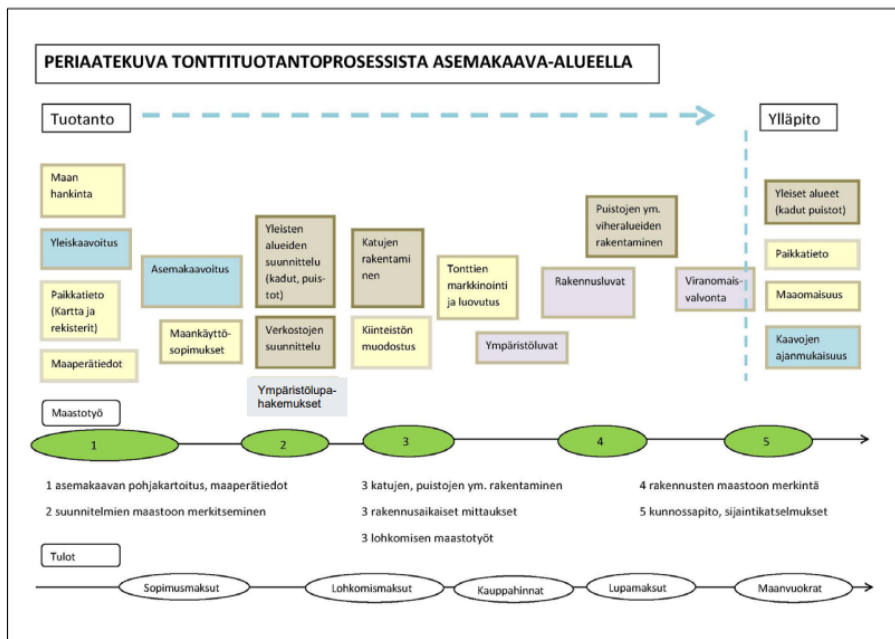 PERIAATEKUVA TONTTITUOTANTOPROSESSISTA ASEMAKAAVA-ALUEELLA
Tuotanto
Ylläpito
Maan
hankinta
Yleiskaavoitus
Paikkatieto
(Kartta ja
rekisterit)
Maaperätiedot
Asemakaavoitus
Maankäyttö-
sopimukset
Yleisten
alueiden
suunnittelu
(kadut, puis-
tot)
Verkostojen
suunnittelu
Ympäristölupa-
hakemukset
Katujen
rakentami
nen
Kiinteistön
muodostus
Tonttien
markkinointi
ja luovutus
Ympäristöluvat
Rakennusluvat
Puistojen ym.
viheralueiden
rakentaminen
Viranomais-
valvonta
Yleiset alueet
(kadut puistot)
Paikkatieto
Maaomaisuus
Kaavojen
ajanmukaisuus
Maastotyö
1
2
3
4
5
1 asemakaavan pohjakartoitus, maaperätiedot
2 suunnitelmien maastoon merkitseminen
3 katujen, puistojen ym. rakentaminen
3 rakennusaikaiset mittaukset
3 lohkomisen maastotyöt
4 rakennusten maastoon merkintä
5 kunnossapito, sijaintikatselmukset
Tulot
Sopimusmaksut
Lohkomismaksut
Kauppahinnat
Lupamaksut
Maanvuokrat